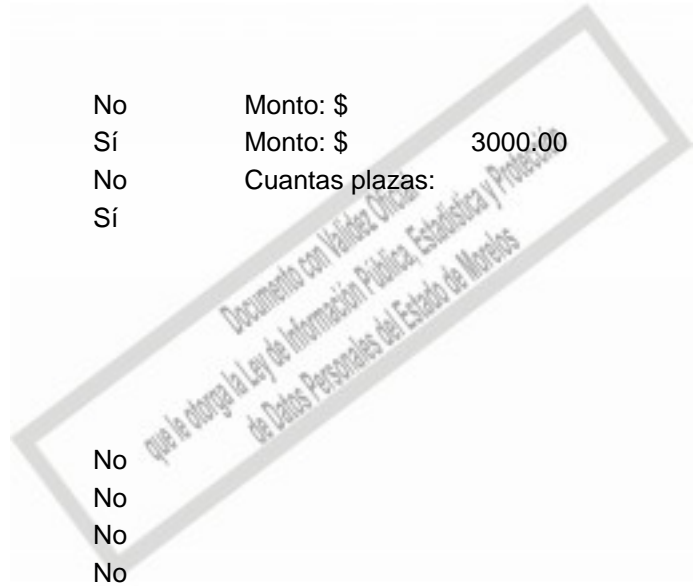 No Monto: $
Sí Monto: $ 3000.00
No Cuantas plazas:
Sí
Documento con Validez Oficial
que le otorga la Ley de Información Pública, Estadística y Protección
de Datos Personales del Estado de Morelos
No
No
No
No